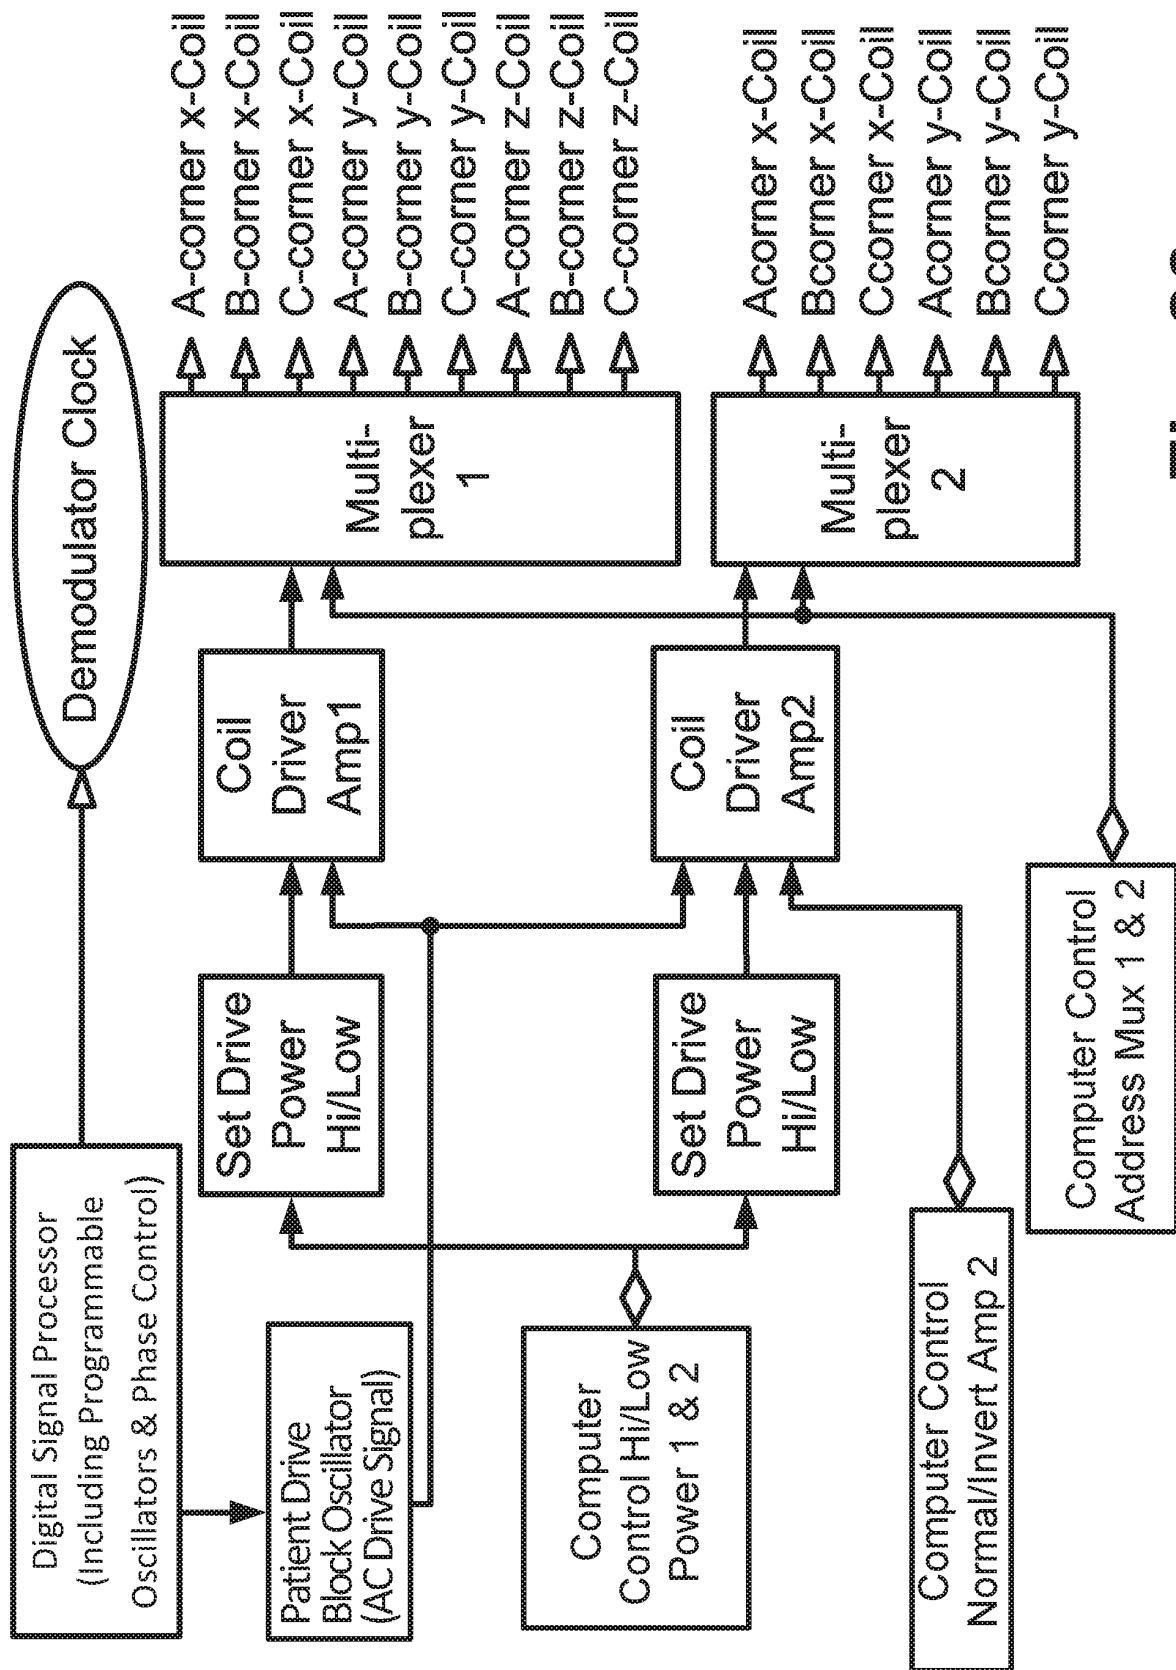 Digital Signal Processor
(Including Programmable
Oscillators & Phase Control)
Demodulator Clock
Patient Drive
Block Oscillator
(AC Drive Signal)
Set Drive
Power
Hi/Low
Coil
Driver
Amp1
Multi-
plexer
1
A-corner x-Coil
B-corner x-Coil
C-corner x-Coil
A-corner y-Coil
B-corner y-Coil
C-corner y-Coil
A-corner z-Coil
B-corner z-Coil
C-corner z-Coil
Computer
Control Hi/Low
Power 1 & 2
Set Drive
Power
Hi/Low
Coil
Driver
Amp2
Multi-
plexer
2
Acorner x-Coil
Bcorner x-Coil
Ccorner x-Coil
Acorner y-Coil
Bcorner y-Coil
Ccorner y-Coil
Computer Control
Normal/Invert Amp 2
Computer Control
Address Mux 1 & 2